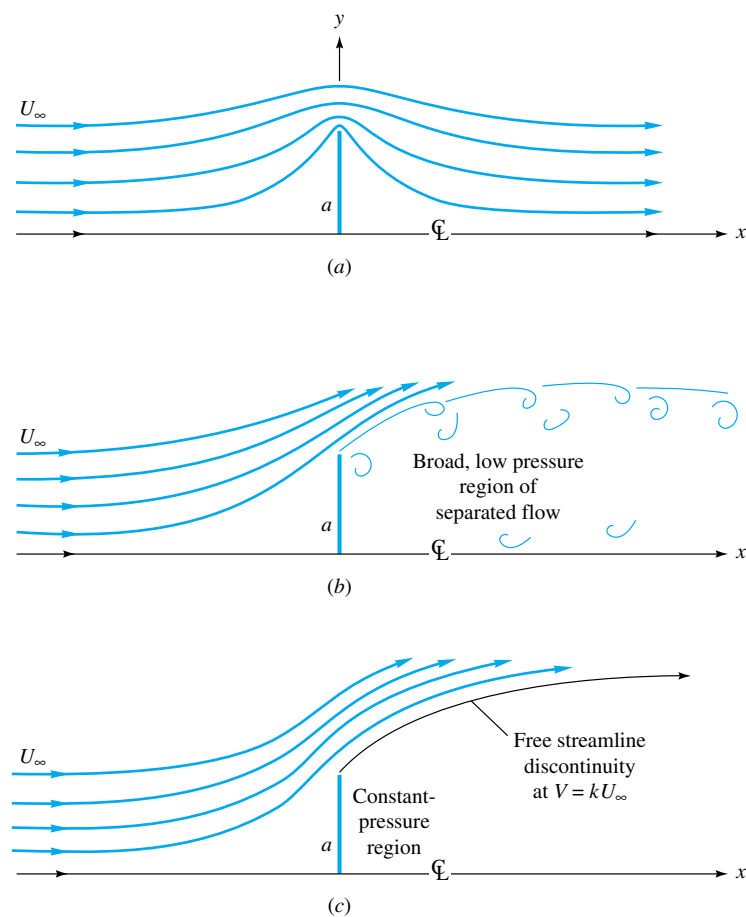 y
U∞
a
℄
x
(a)
U∞
Broad, low pressure
region of
separated flow
a
℄
x
(b)
U∞
Free streamline
discontinuity
at V = kU∞
Constant-
pressure
region
a
℄
x
(c)